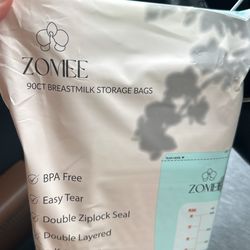 ZOMEE
90CT BREASTMILK STORAGE BAGS
BPA Free
Easy Tear
Double Ziplock Seal
Double Layered
ZOMEE